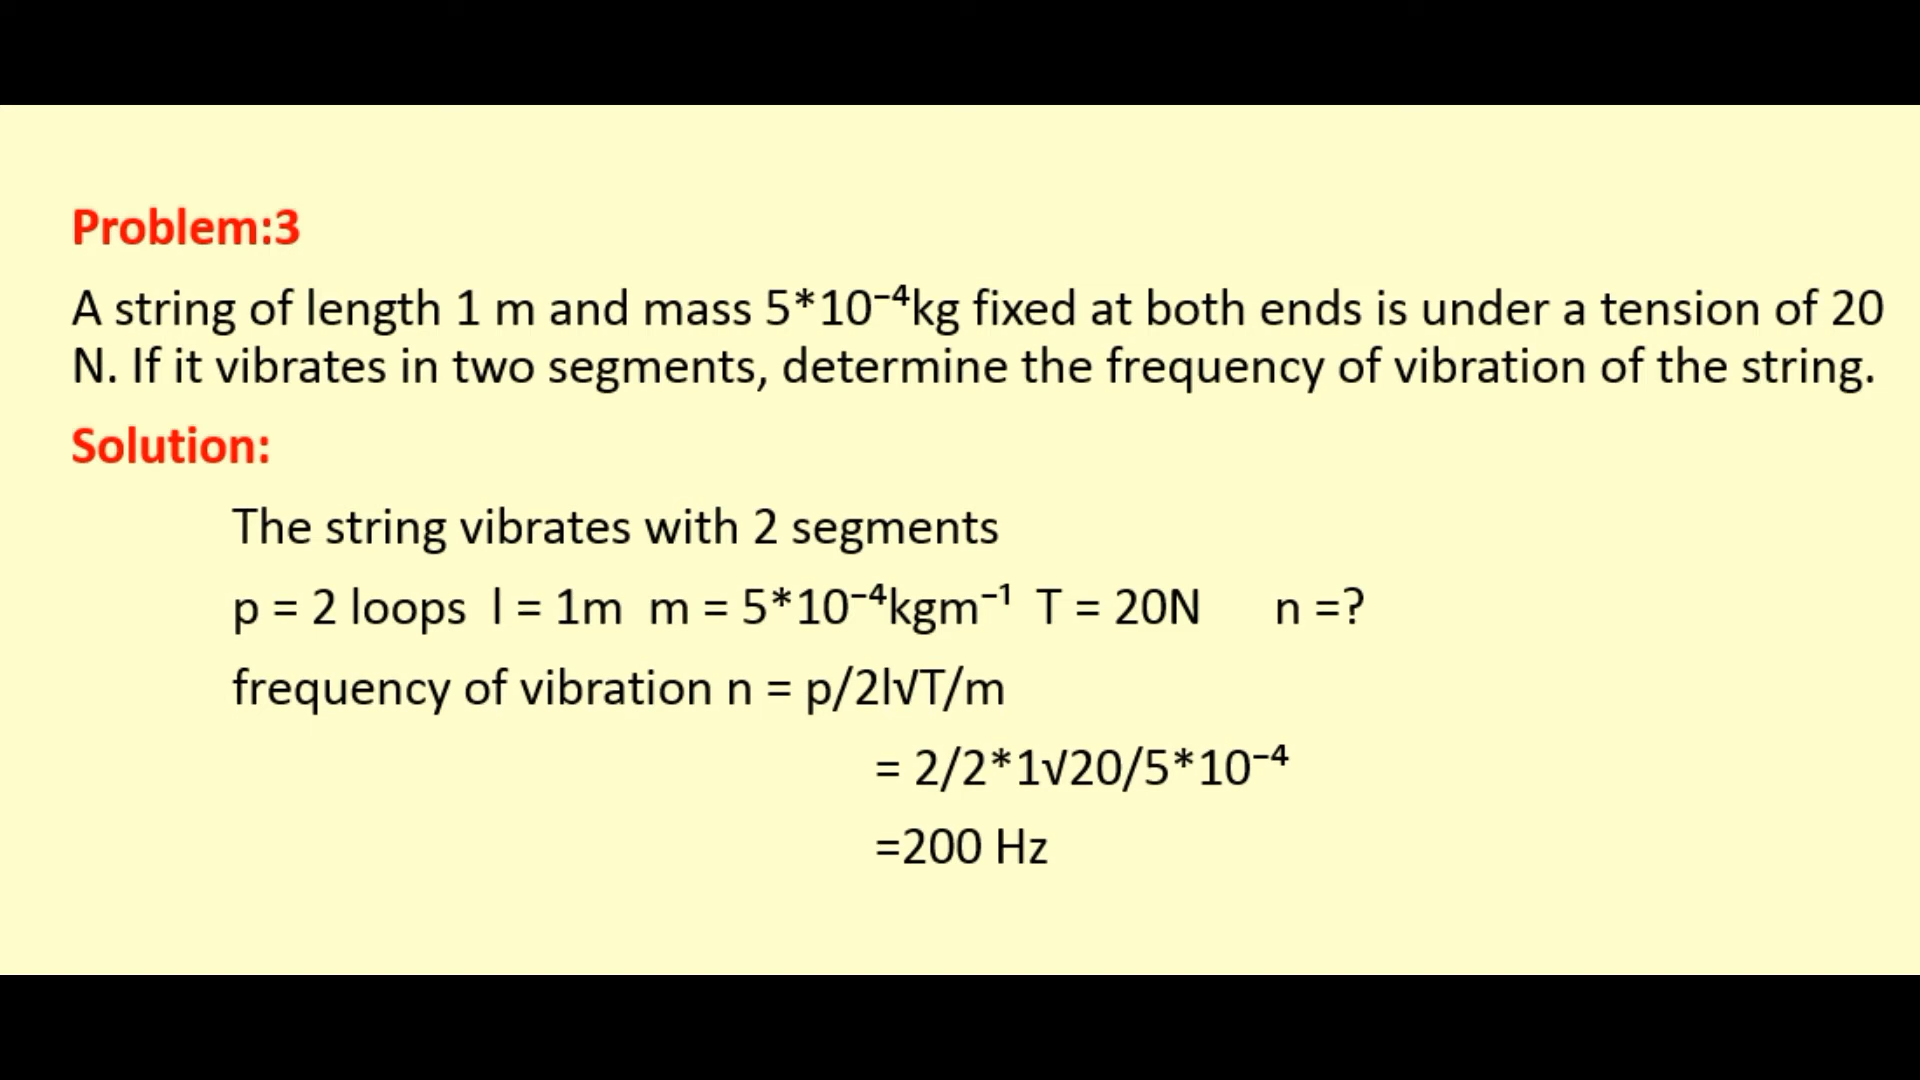 Problem:3
A string of length 1 m and mass 5*10⁻⁴kg fixed at both ends is under a tension of 20
N. If it vibrates in two segments, determine the frequency of vibration of the string.
Solution:
The string vibrates with 2 segments
p = 2 loops l = 1m m = 5*10⁻⁴kgm⁻¹ T = 20N n =?
frequency of vibration n = p/2l√T/m
= 2/2*1√20/5*10⁻⁴
=200 Hz